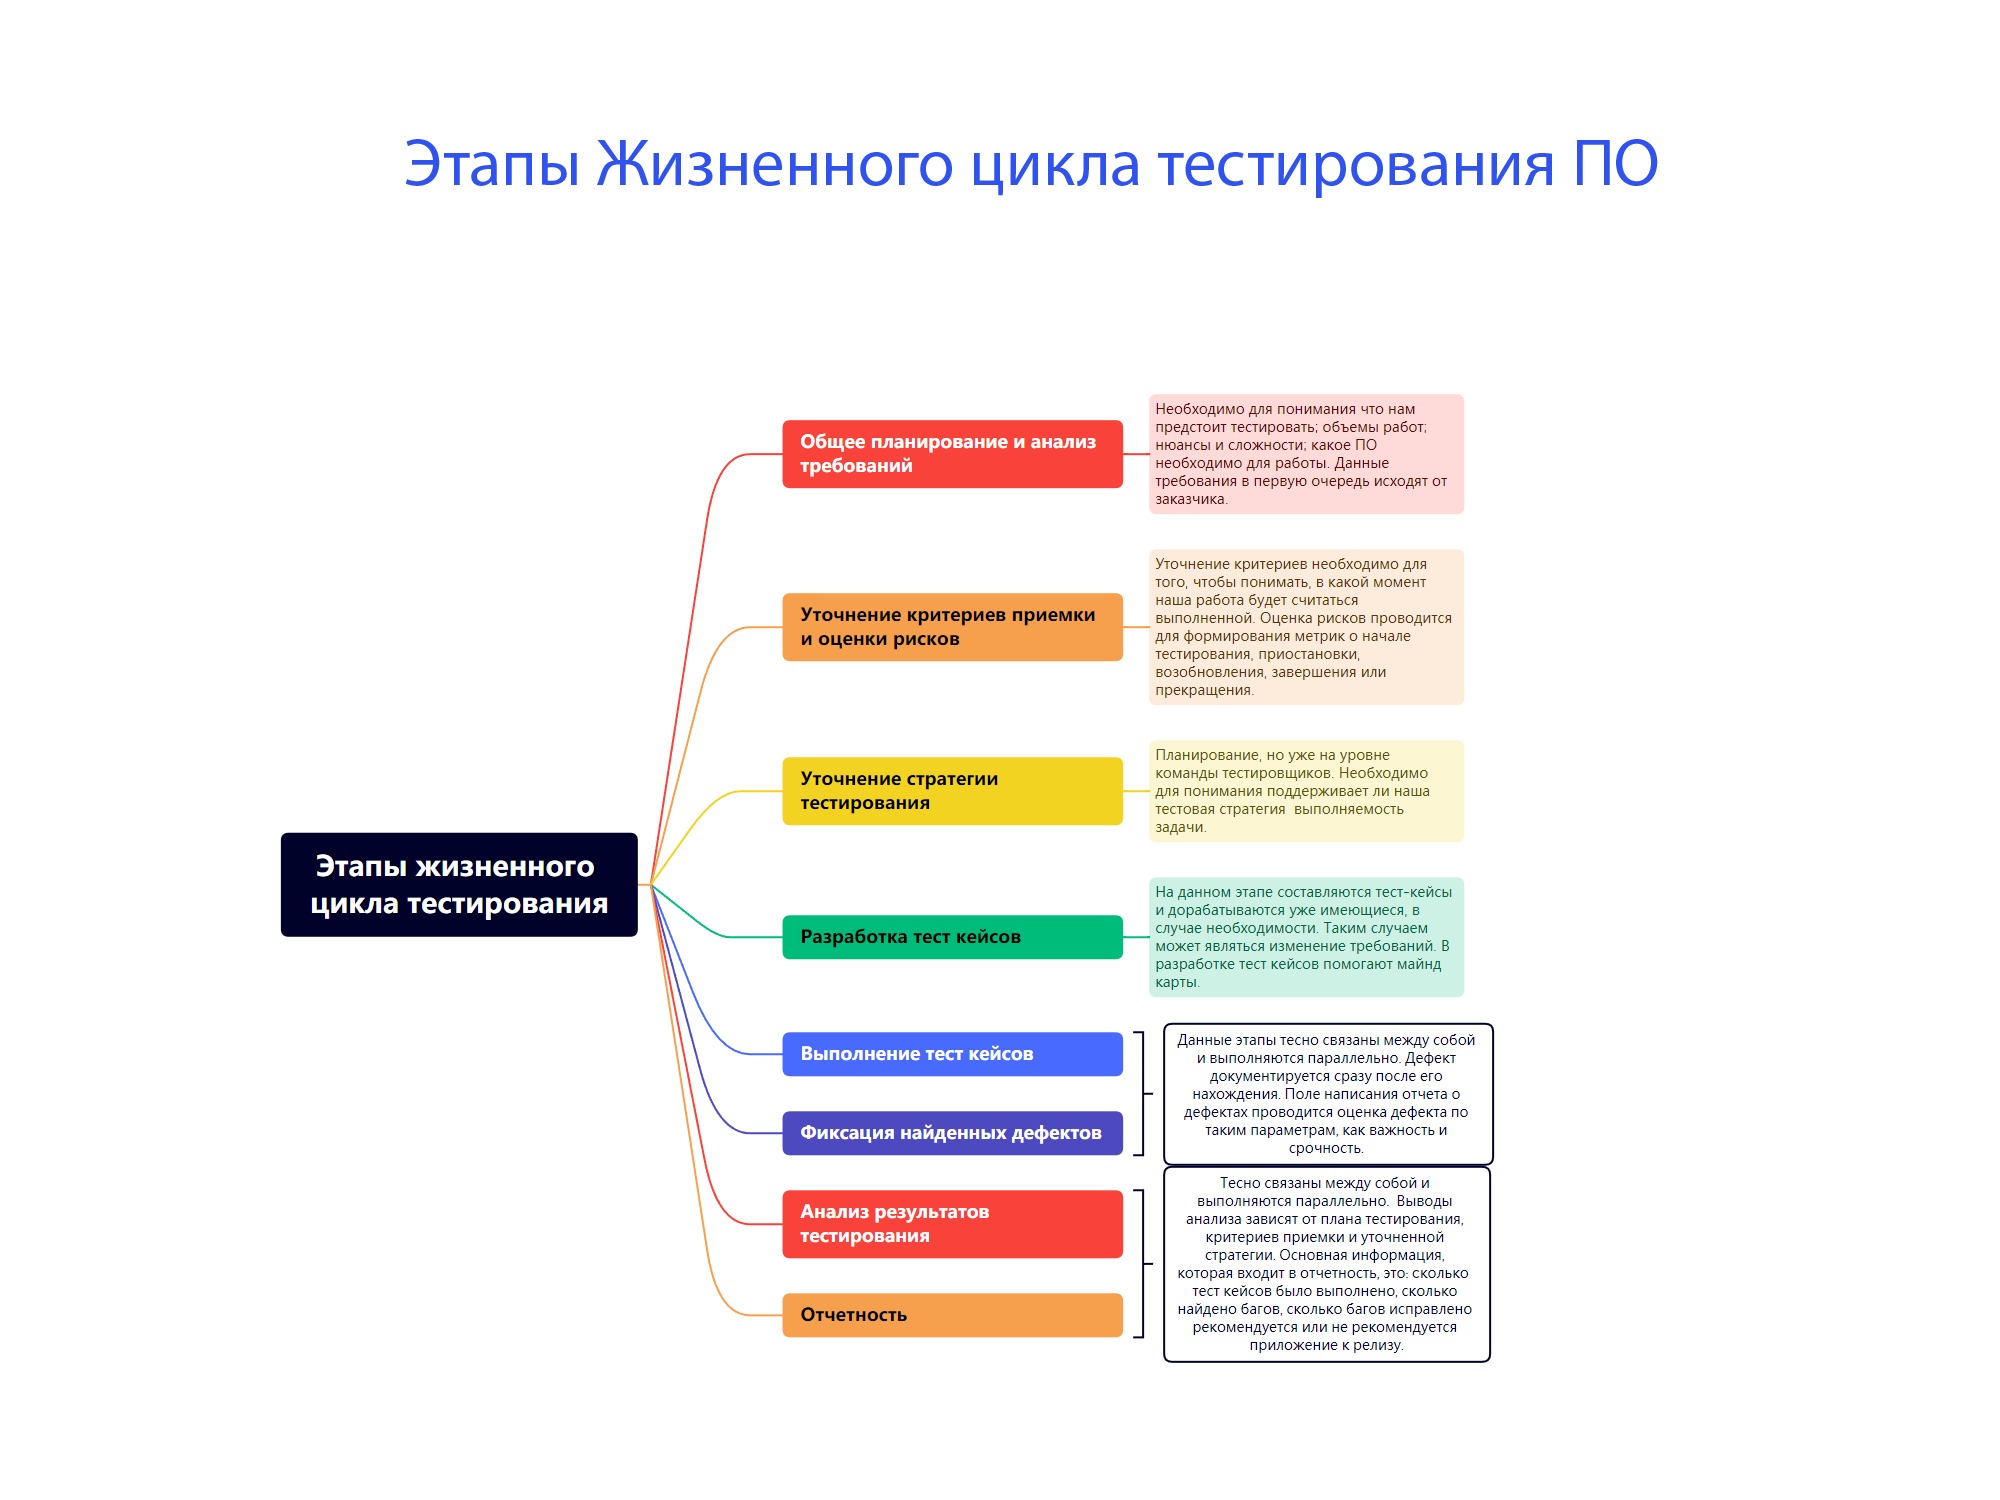 Этапы Жизненного цикла тестирования ПО
Этапы жизненного
цикла тестирования
Общее планирование и анализ
требований
Необходимо для понимания что нам
предстоит тестировать; объемы работ;
нюансы и сложности; какое ПО
необходимо для работы. Данные
требования в первую очередь исходят от
заказчика.
Уточнение критериев приемки
и оценки рисков
Уточнение критериев необходимо для
того, чтобы понимать, в какой момент
наша работа будет считаться
выполненной. Оценка рисков проводится
для формирования метрик о начале
тестирования, приостановки,
возобновления, завершения или
прекращения.
Уточнение стратегии
тестирования
Планирование, но уже на уровне
команды тестировщиков. Необходимо
для понимания поддерживает ли наша
тестовая стратегия  выполняемость
задачи.
Разработка тест кейсов
На данном этапе составляются тест-кейсы
и дорабатываются уже имеющиеся, в
случае необходимости. Таким случаем
может являться изменение требований. В
разработке тест кейсов помогают майнд
карты.
Выполнение тест кейсов
Фиксация найденных дефектов
Данные этапы тесно связаны между собой
и выполняются параллельно. Дефект
документируется сразу после его
нахождения. Поле написания отчета о
дефектах проводится оценка дефекта по
таким параметрам, как важность и
срочность.
Анализ результатов
тестирования
Отчетность
Тесно связаны между собой и
выполняются параллельно.  Выводы
анализа зависят от плана тестирования,
критериев приемки и уточненной
стратегии. Основная информация,
которая входит в отчетность, это: сколько
тест кейсов было выполнено, сколько
найдено багов, сколько багов исправлено
рекомендуется или не рекомендуется
приложение к релизу.